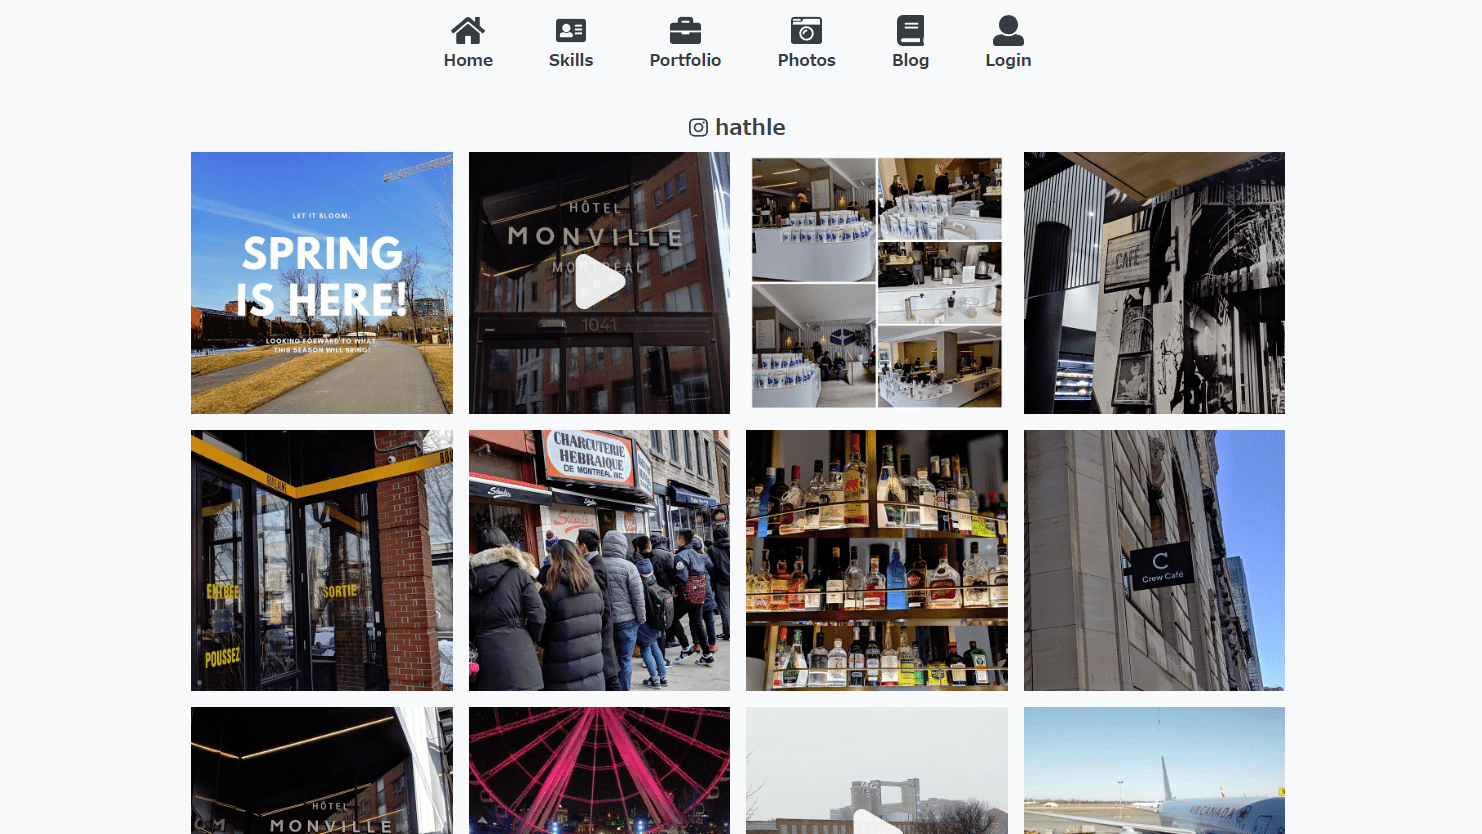 Home
Skills
Portfolio
Photos
Blog
Login
hathle
LET IT BLOOM.
SPRING
IS HERE!
LOOKING FORWARD TO WHAT
THIS SEASON WILL BRING!
HÔTEL
MONVILLE
MONTRÉAL
1041
CAFÉ
ENTRÉE
SORTIE
POUSSEZ
CHARCUTERIE
HEBRAIQUE
DE MONTREAL INC.
Schwartz's
C
Crew Café
HÔTEL
MONVILLE
AIR CANADA